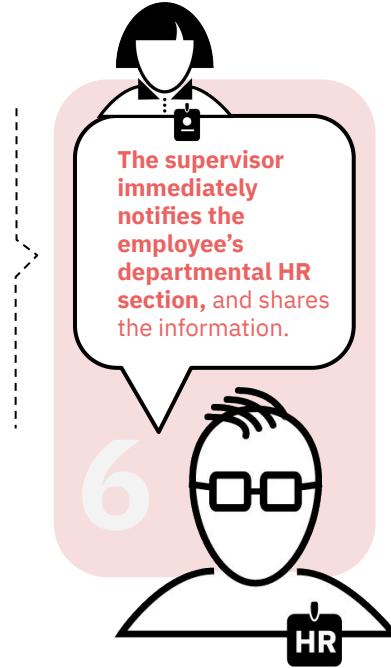 The supervisor
immediately
notifies the
employee’s
departmental HR
section, and shares
the information.
6
HR